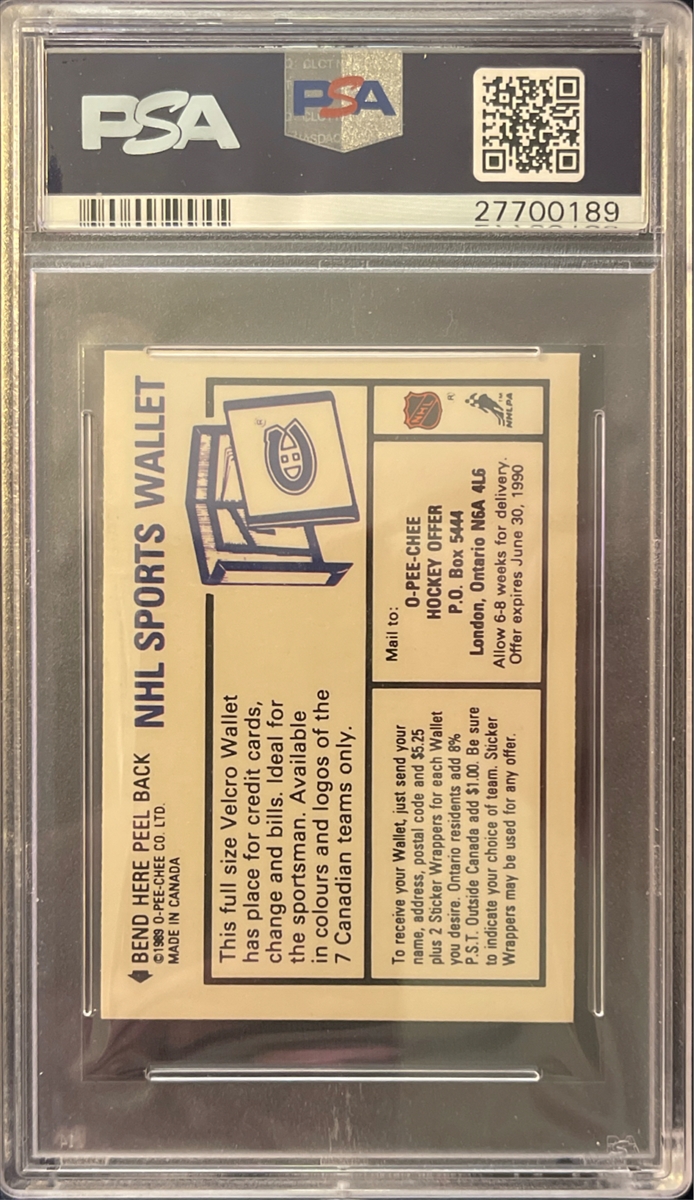 PSA
PSA
27700189
BEND HERE PEEL BACK
©1989 O-PEE-CHEE CO. LTD.
MADE IN CANADA
NHL SPORTS WALLET
This full size Velcro Wallet
has place for credit cards,
change and bills. Ideal for
the sportsman. Available
in colours and logos of the
7 Canadian teams only.
To receive your Wallet, just send your
name, address, postal code and $5.25
plus 2 Sticker Wrappers for each Wallet
you desire. Ontario residents add 8%
P.S.T. Outside Canada add $1.00. Be sure
to indicate your choice of team. Sticker
Wrappers may be used for any offer.
Mail to:
O-PEE-CHEE
HOCKEY OFFER
P.O. Box 5444
London, Ontario N6A 4L6
Allow 6-8 weeks for delivery.
Offer expires June 30, 1990
NHL
NHLPA